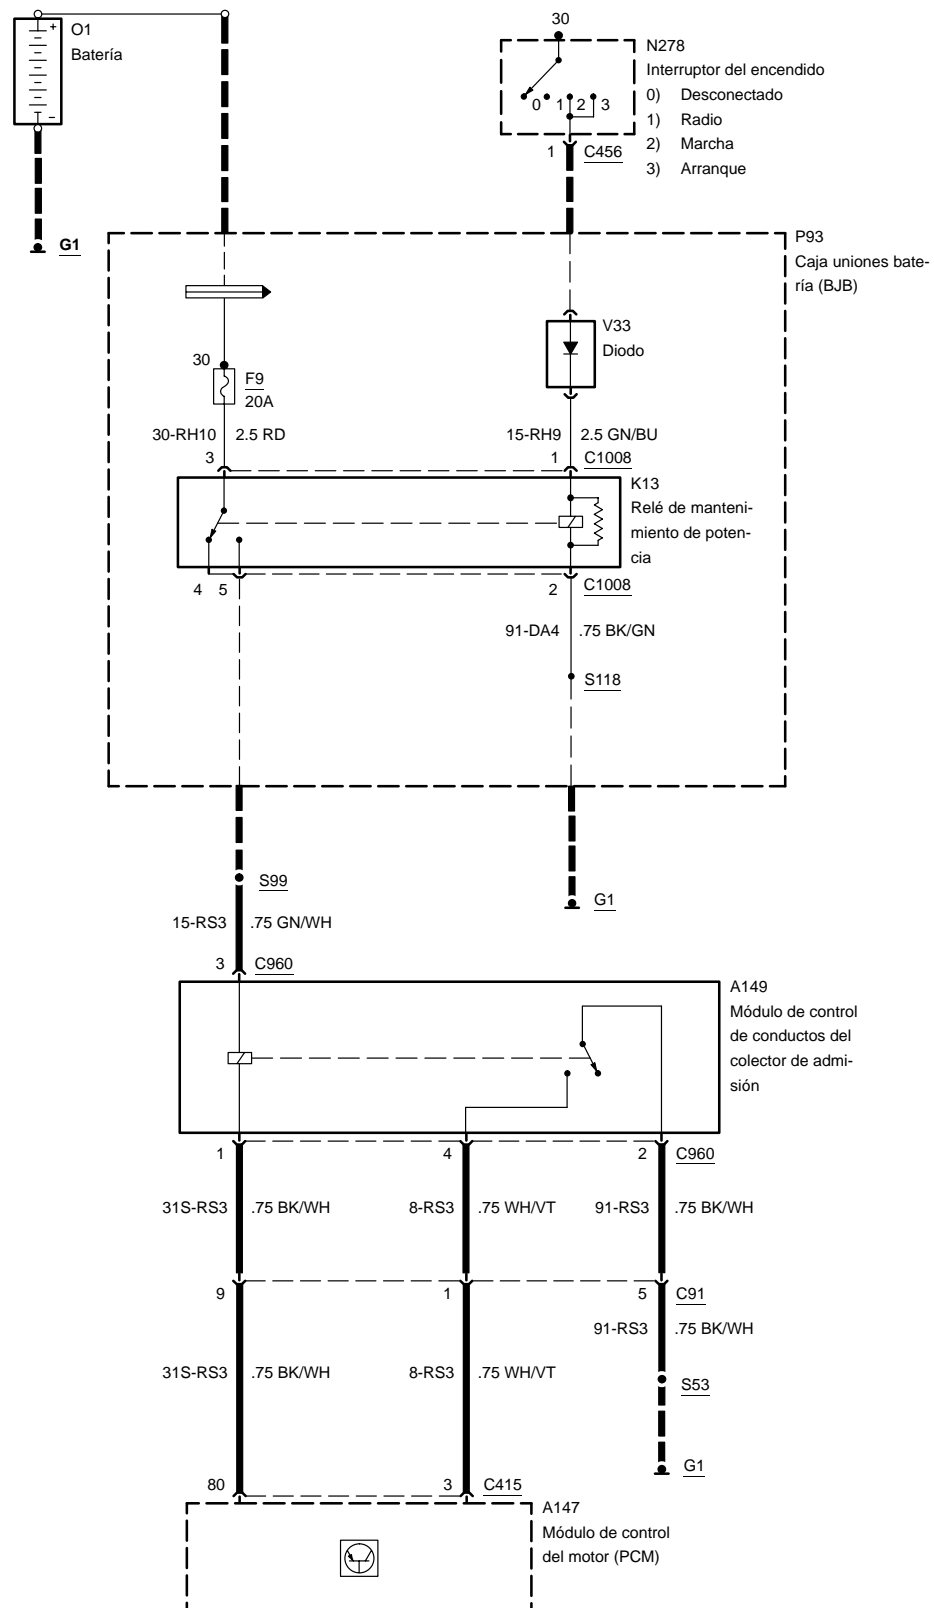 30
+
O1
Batería
−
N278
Interruptor del encendido
0) Desconectado
1) Radio
2) Marcha
3) Arranque
0 1 2 3
1 C456
G1
P93
Caja uniones bate-
ría (BJB)
V33
Diodo
30
F9
20A
30-RH10 2.5 RD
15-RH9 2.5 GN/BU
3
1 C1008
K13
Relé de manteni-
miento de poten-
cia
4 5
2 C1008
91-DA4 .75 BK/GN
S118
S99
G1
15-RS3 .75 GN/WH
3 C960
A149
Módulo de control
de conductos del
colector de admi-
sión
1
4
2 C960
31S-RS3 .75 BK/WH
8-RS3 .75 WH/VT
91-RS3 .75 BK/WH
9
1
5 C91
91-RS3 .75 BK/WH
31S-RS3 .75 BK/WH
8-RS3 .75 WH/VT
S53
G1
80
3 C415
A147
Módulo de control
del motor (PCM)